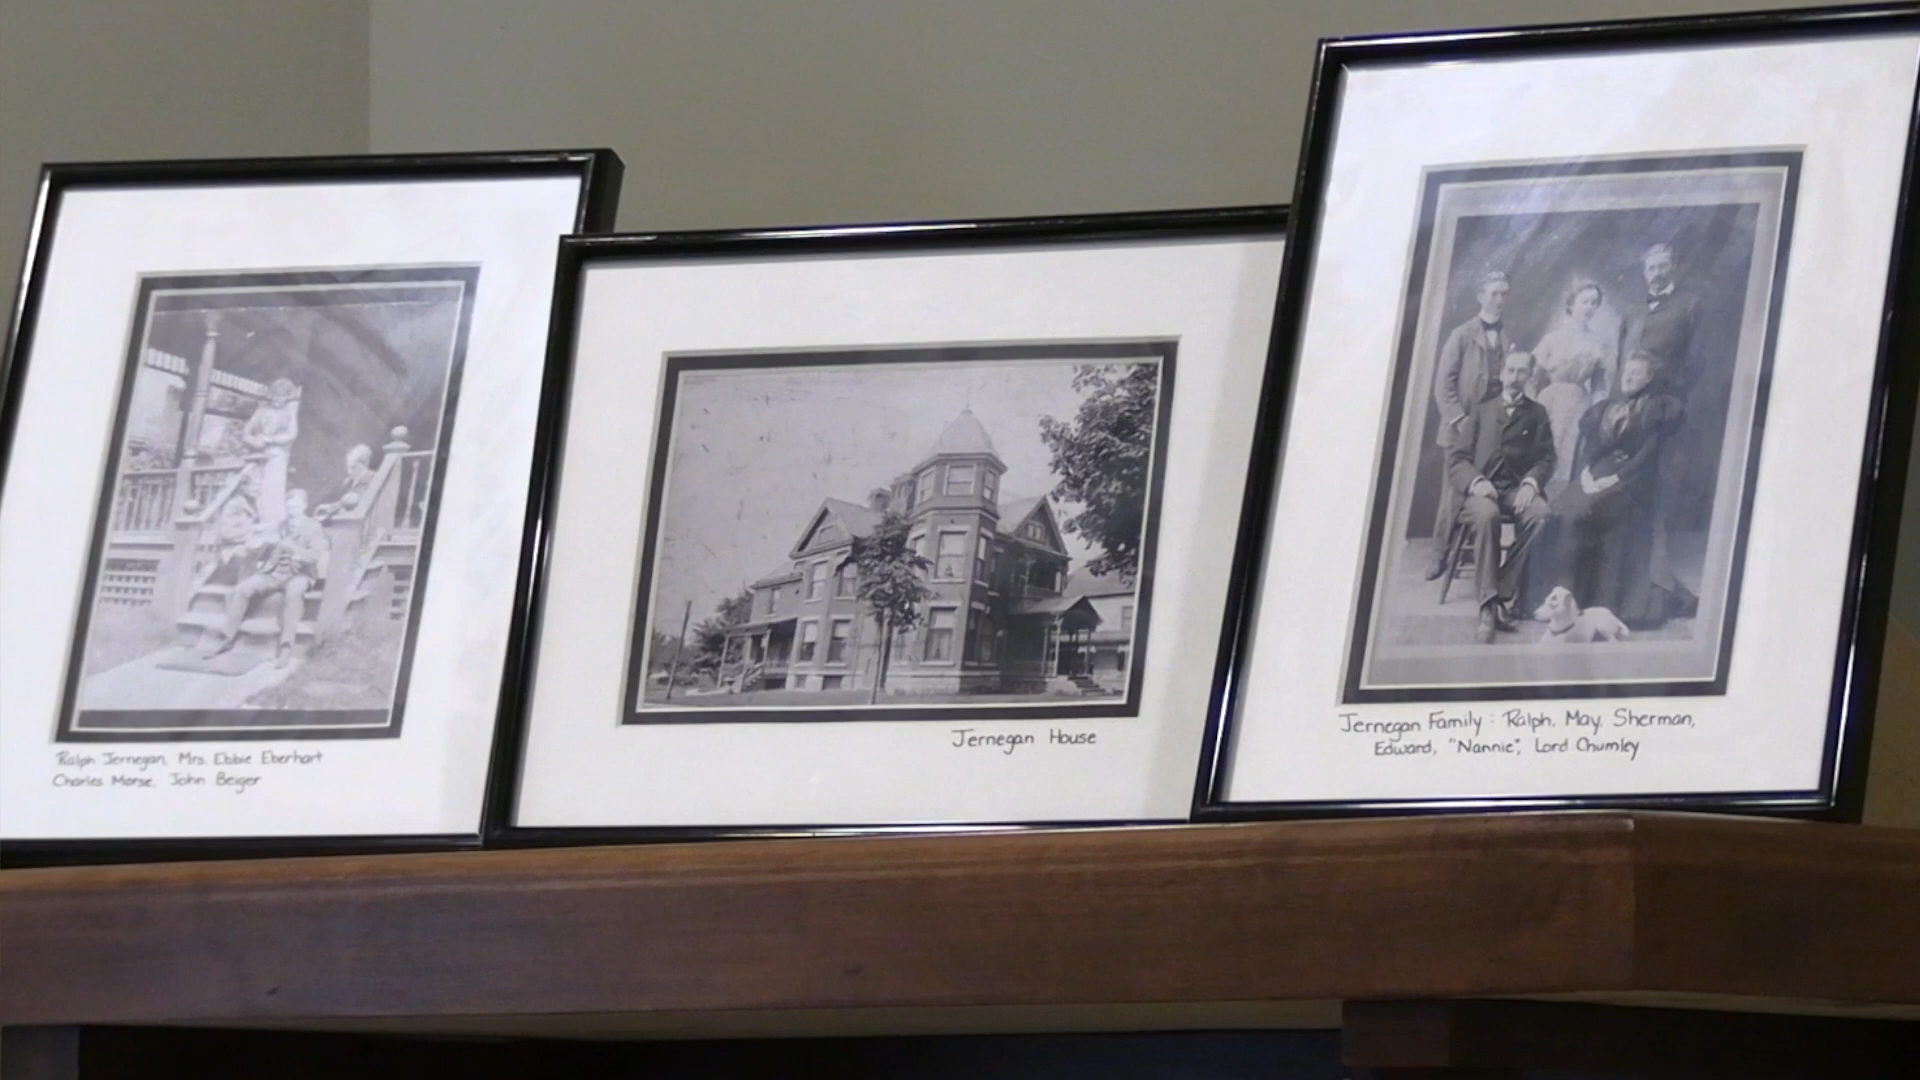 Ralph Jernegan, Mrs. Ebbie Eberhart
Charles Morse, John Beiger
Jernegan House
Jernegan Family : Ralph, May, Sherman,
Edward, "Nannie", Lord Chumley